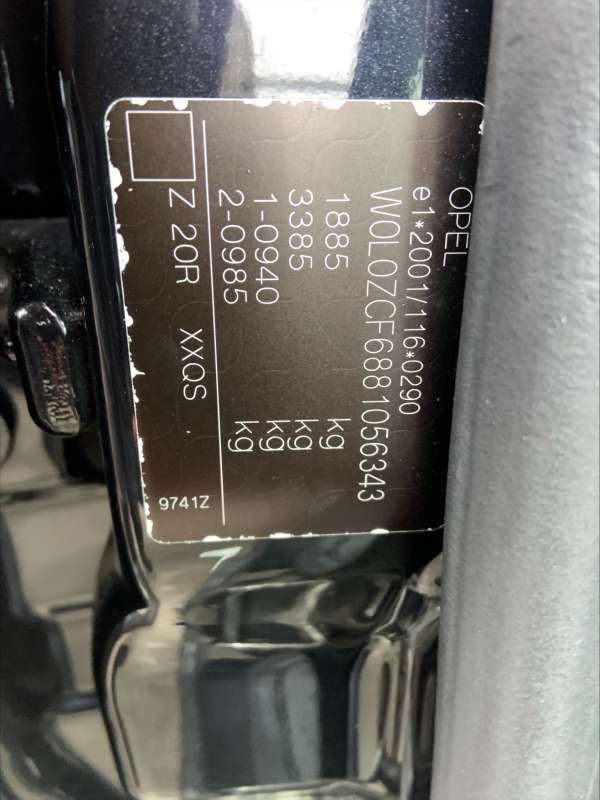 OPEL
e1*2001/116*0290
W0L0ZCF6881056343
1885 kg
3385 kg
1-0940 kg
2-0985 kg
Z 20R XXQS
9741Z